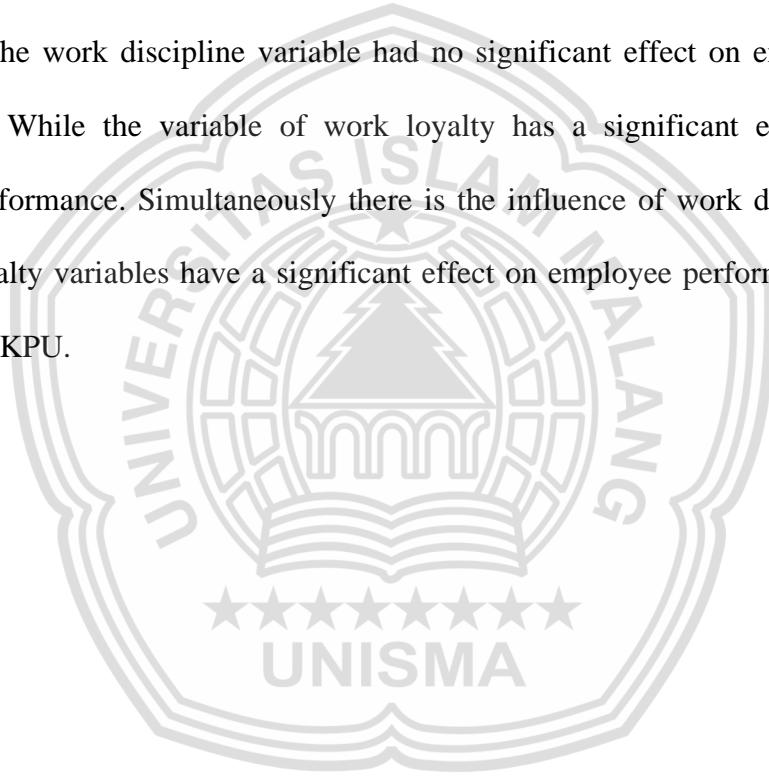 he work discipline variable had no significant effect on e
While the variable of work loyalty has a significant e
formance. Simultaneously there is the influence of work d
alty variables have a significant effect on employee perform
KPU.
UNIVERSITAS ISLAM MALANG
UNISMA